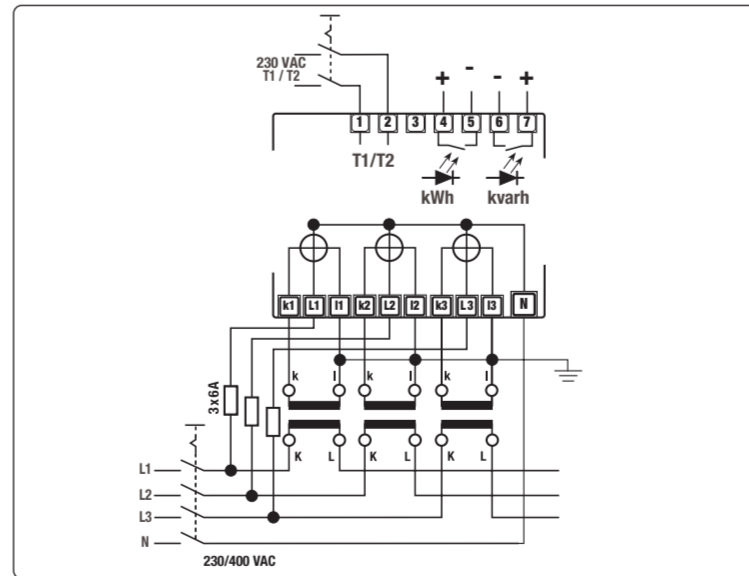 230 VAC
T1 / T2
+ - - +
1 2 3 4 5 6 7
T1/T2
kWh kvarh
k1 L1 l1 k2 L2 l2 k3 L3 l3 N
k l k l k l
3x6A
K L K L K L
L1
L2
L3
N
230/400 VAC